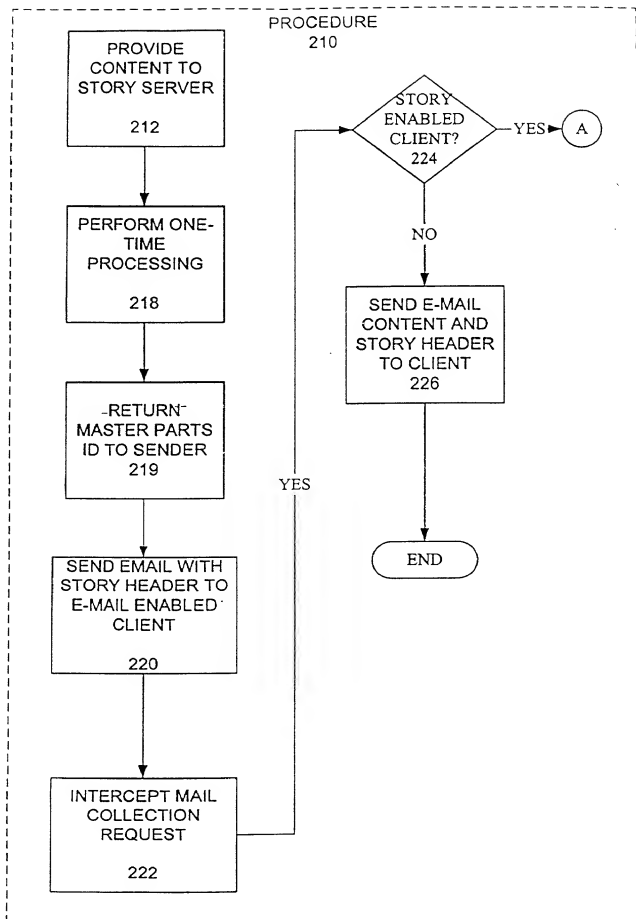 PROCEDURE
210
PROVIDE
CONTENT TO
STORY SERVER
212
PERFORM ONE-
TIME
PROCESSING
218
RETURN
MASTER PARTS
ID TO SENDER
219
SEND EMAIL WITH
STORY HEADER TO
E-MAIL ENABLED
CLIENT
220
INTERCEPT MAIL
COLLECTION
REQUEST
222
YES
STORY
ENABLED
CLIENT?
224
YES
A
NO
SEND E-MAIL
CONTENT AND
STORY HEADER
TO CLIENT
226
END